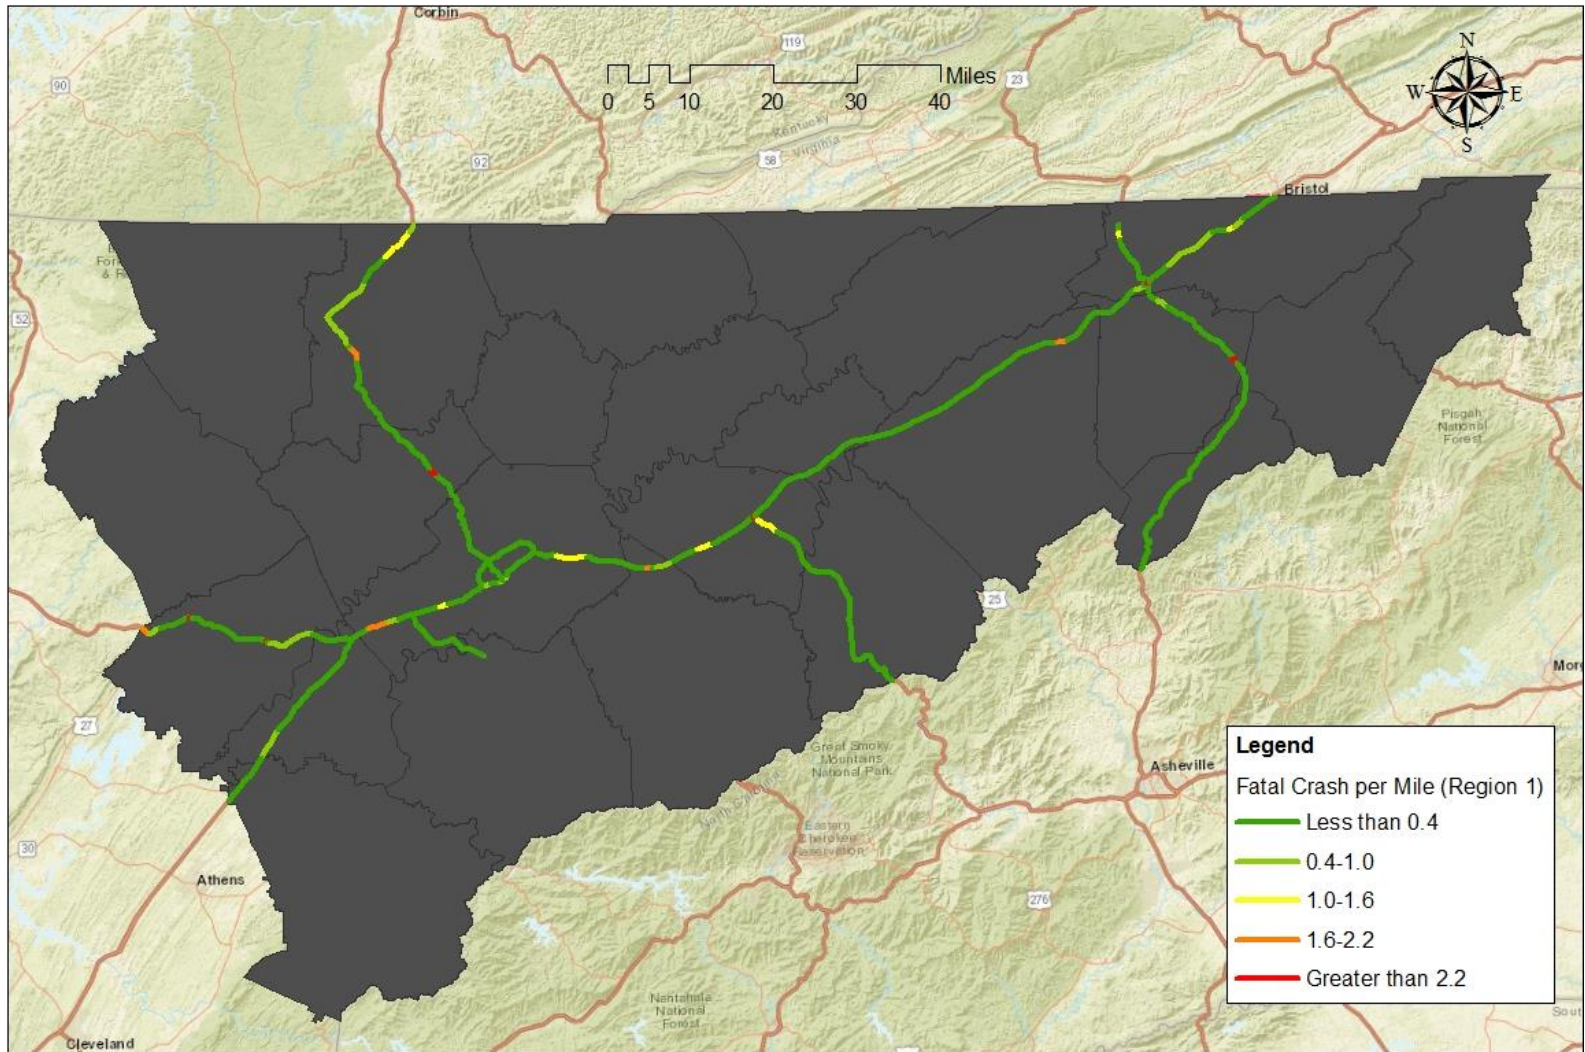 Corbin
119
90
Miles
0 5 10 20 30 40
23
N
W E
S
Kentucky
Virginia
92
58
Bristol
52
Pisgah
National
Forest
25
27
Great Smoky
Mountains
National Park
Asheville
North Carolina
Eastern
Cherokee
Reservation
30
Athens
276
Nantahala
National
Forest
Cleveland
Legend
Fatal Crash per Mile (Region 1)
Less than 0.4
0.4-1.0
1.0-1.6
1.6-2.2
Greater than 2.2